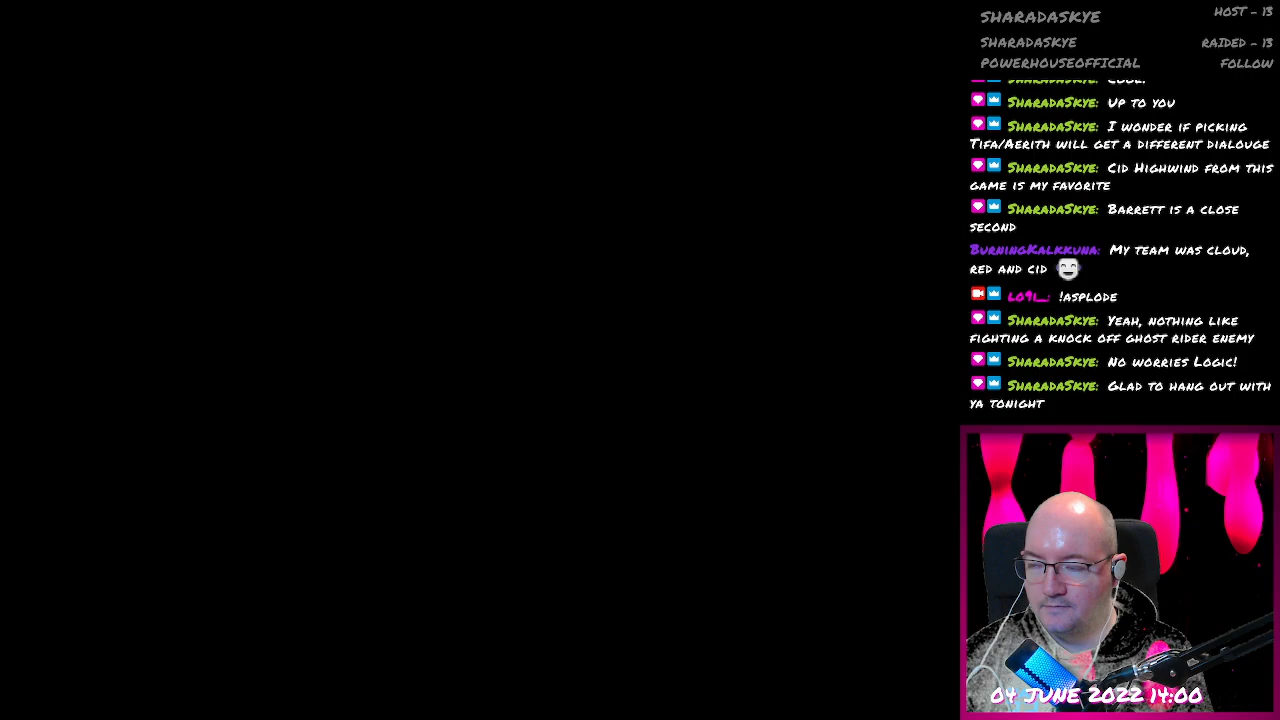 SHARADASKYE HOST - 13
SHARADASKYE RAIDED - 13
POWERHOUSEOFFICIAL FOLLOW
SHARADASKYE: COOL!
SHARADASKYE: UP TO YOU
SHARADASKYE: I WONDER IF PICKING
TIFA/AERITH WILL GET A DIFFERENT DIALOUGE
SHARADASKYE: CID HIGHWIND FROM THIS
GAME IS MY FAVORITE
SHARADASKYE: BARRETT IS A CLOSE
SECOND
BURNINGKALKKUNA: MY TEAM WAS CLOUD,
RED AND CID
LO91_: !ASPLODE
SHARADASKYE: YEAH, NOTHING LIKE
FIGHTING A KNOCK OFF GHOST RIDER ENEMY
SHARADASKYE: NO WORRIES LOGIC!
SHARADASKYE: GLAD TO HANG OUT WITH
YA TONIGHT
04 JUNE 2022 14:00